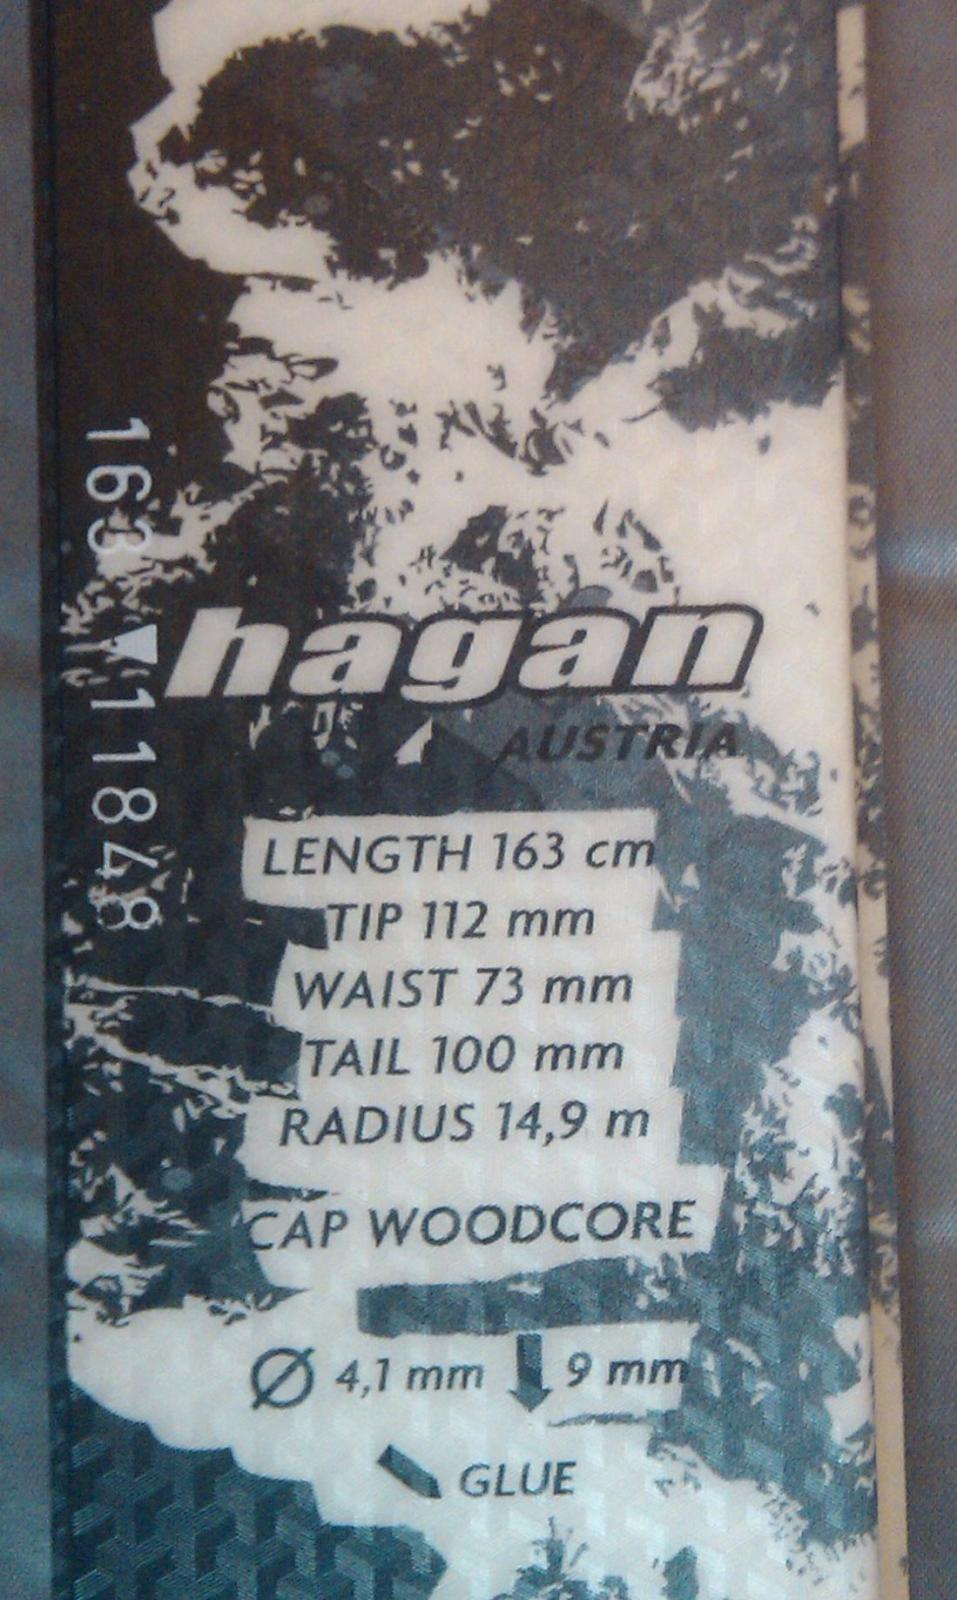 163▼11848
hagan
AUSTRIA
LENGTH 163 cm
TIP 112 mm
WAIST 73 mm
TAIL 100 mm
RADIUS 14,9 m
CAP WOODCORE
Ø 4,1 mm ↓ 9 mm
GLUE